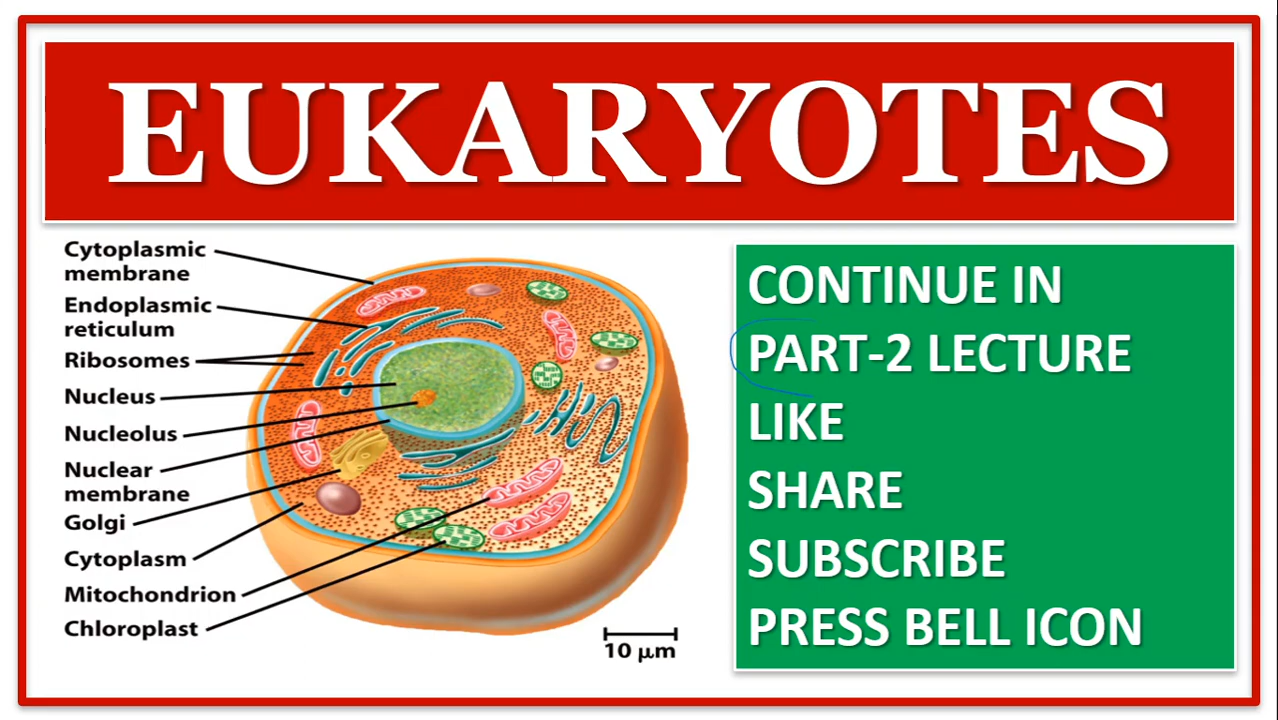 EUKARYOTES
Cytoplasmic
membrane
Endoplasmic
reticulum
Ribosomes
Nucleus
Nucleolus
Nuclear
membrane
Golgi
Cytoplasm
Mitochondrion
Chloroplast
10 µm
CONTINUE IN
PART-2 LECTURE
LIKE
SHARE
SUBSCRIBE
PRESS BELL ICON